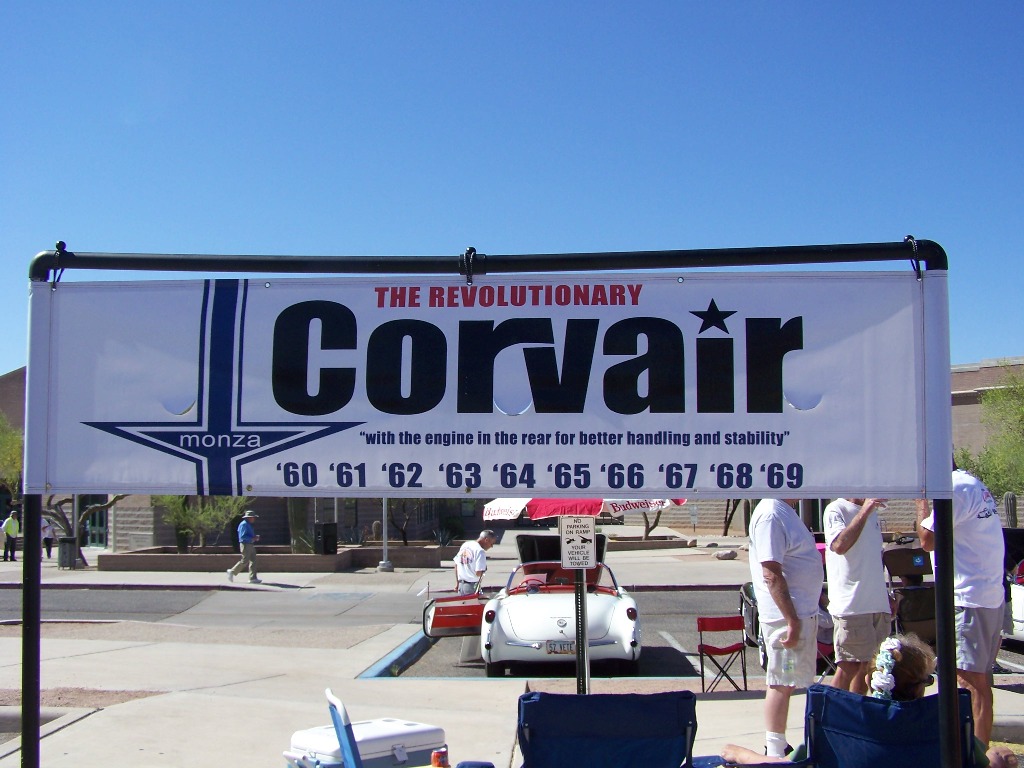 THE REVOLUTIONARY
Corvair
monza
"with the engine in the rear for better handling and stability"
'60 '61 '62 '63 '64 '65 '66 '67 '68 '69
Budweiser
NO
PARKING
ON RAMP
YOUR
VEHICLE
WILL BE
TOWED